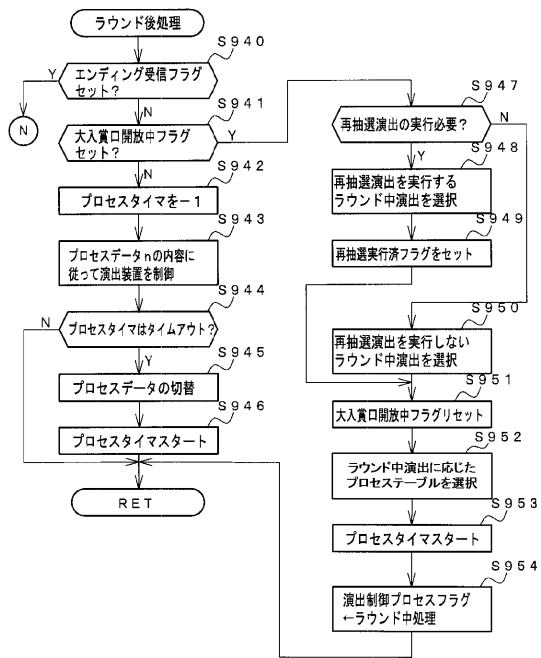 ラウンド後処理
S940
エンディング受信フラグ
セット?
Y
N
N
S941
大入賞口開放中フラグ
セット?
Y
N
S942
プロセスタイマを－1
S943
プロセスデータnの内容に
従って演出装置を制御
S944
プロセスタイマはタイムアウト?
N
Y
S945
プロセスデータの切替
S946
プロセスタイマスタート
RET
S947
再抽選演出の実行必要?
N
Y
S948
再抽選演出を実行する
ラウンド中演出を選択
S949
再抽選実行済フラグをセット
S950
再抽選演出を実行しない
ラウンド中演出を選択
S951
大入賞口開放中フラグリセット
S952
ラウンド中演出に応じた
プロセステーブルを選択
S953
プロセスタイマスタート
S954
演出制御プロセスフラグ
←ラウンド中処理